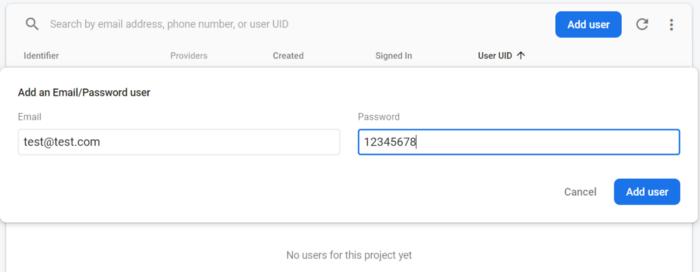 Search by email address, phone number, or user UID
Add user
Identifier Providers Created Signed In User UID
Add an Email/Password user
Email Password
test@test.com 12345678
Cancel Add user
No users for this project yet